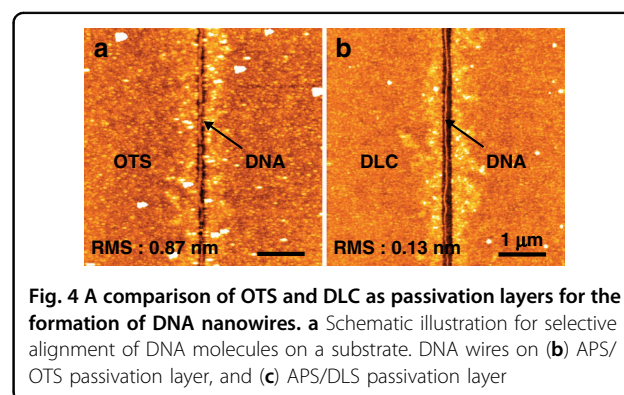 a
b
OTS
DNA
DLC
DNA
RMS : 0.87 nm
RMS : 0.13 nm
1 μm
Fig. 4 A comparison of OTS and DLC as passivation layers for the
formation of DNA nanowires. a Schematic illustration for selective
alignment of DNA molecules on a substrate. DNA wires on (b) APS/
OTS passivation layer, and (c) APS/DLS passivation layer